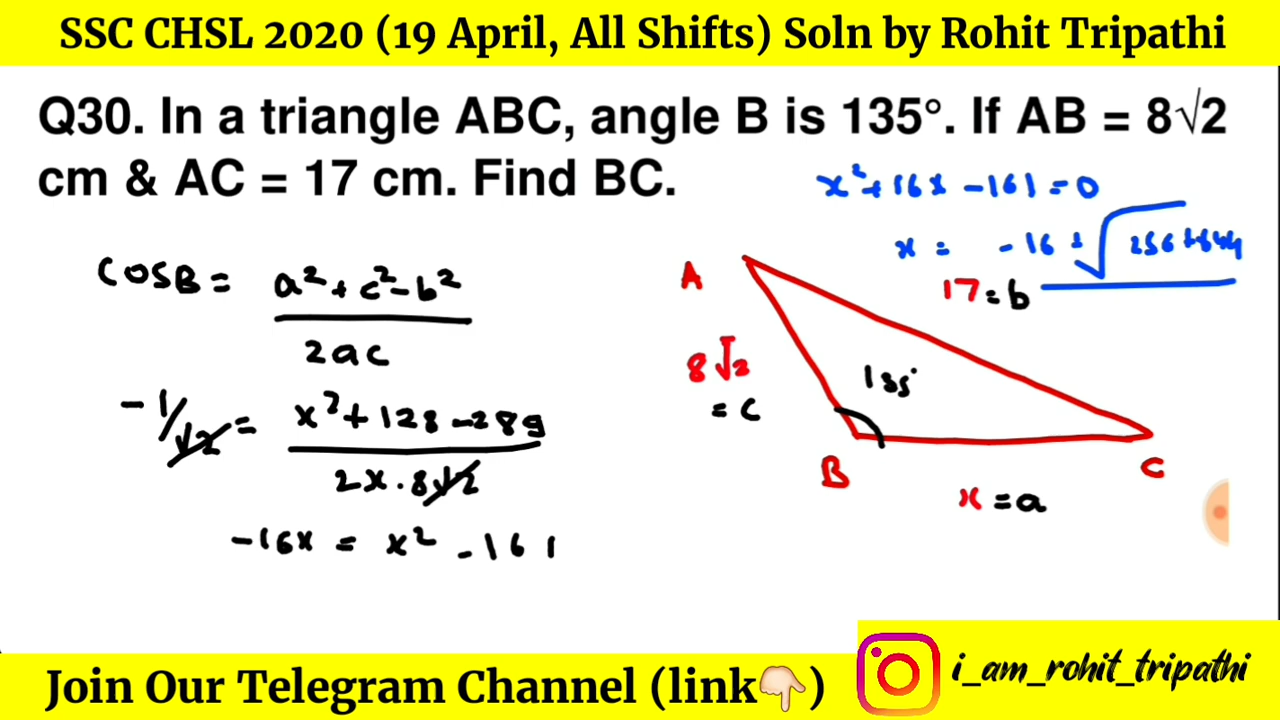 SSC CHSL 2020 (19 April, All Shifts) Soln by Rohit Tripathi
Q30. In a triangle ABC, angle B is 135°. If AB = 8√2
cm & AC = 17 cm. Find BC.
x² + 16x - 161 = 0
x = -16 ± √256 + 644
cosB = a² + c² - b²
2ac
-1/√2 = x² + 128 - 289
2x · 8√2
-16x = x² - 161
A
17 = b
8√2
= c
135°
B
C
x = a
Join Our Telegram Channel (link👇)
i_am_rohit_tripathi